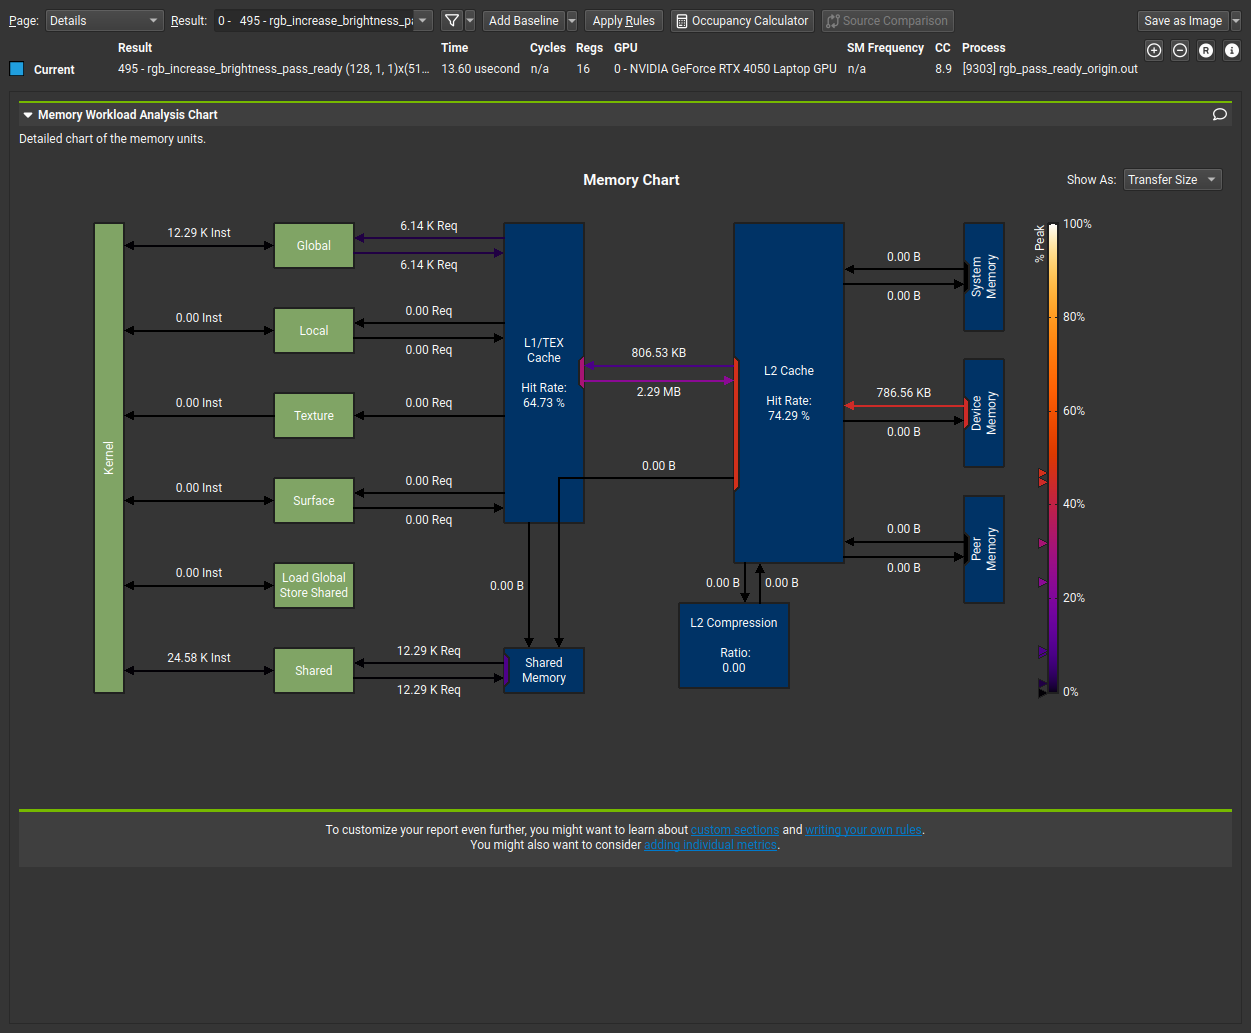 Page: Details Result: 0 - 495 - rgb_increase_brightness_pa Add Baseline Apply Rules Occupancy Calculator Source Comparison Save as Image
Result Time Cycles Regs GPU SM Frequency CC Process
Current 495 - rgb_increase_brightness_pass_ready (128, 1, 1)x(51... 13.60 usecond n/a 16 0 - NVIDIA GeForce RTX 4050 Laptop GPU n/a 8.9 [9303] rgb_pass_ready_origin.out
Memory Workload Analysis Chart
Detailed chart of the memory units.
Memory Chart
Show As: Transfer Size
Kernel
12.29 K Inst
Global
6.14 K Req
6.14 K Req
0.00 Inst
Local
0.00 Req
0.00 Req
0.00 Inst
Texture
0.00 Req
0.00 Inst
Surface
0.00 Req
0.00 Req
0.00 Inst
Load Global
Store Shared
24.58 K Inst
Shared
12.29 K Req
12.29 K Req
L1/TEX
Cache
Hit Rate:
64.73 %
806.53 KB
2.29 MB
0.00 B
0.00 B
Shared
Memory
L2 Cache
Hit Rate:
74.29 %
0.00 B
0.00 B
L2 Compression
Ratio:
0.00
0.00 B
0.00 B
System
Memory
786.56 KB
0.00 B
Device
Memory
0.00 B
0.00 B
Peer
Memory
% Peak
100%
80%
60%
40%
20%
0%
To customize your report even further, you might want to learn about custom sections and writing your own rules.
You might also want to consider adding individual metrics.